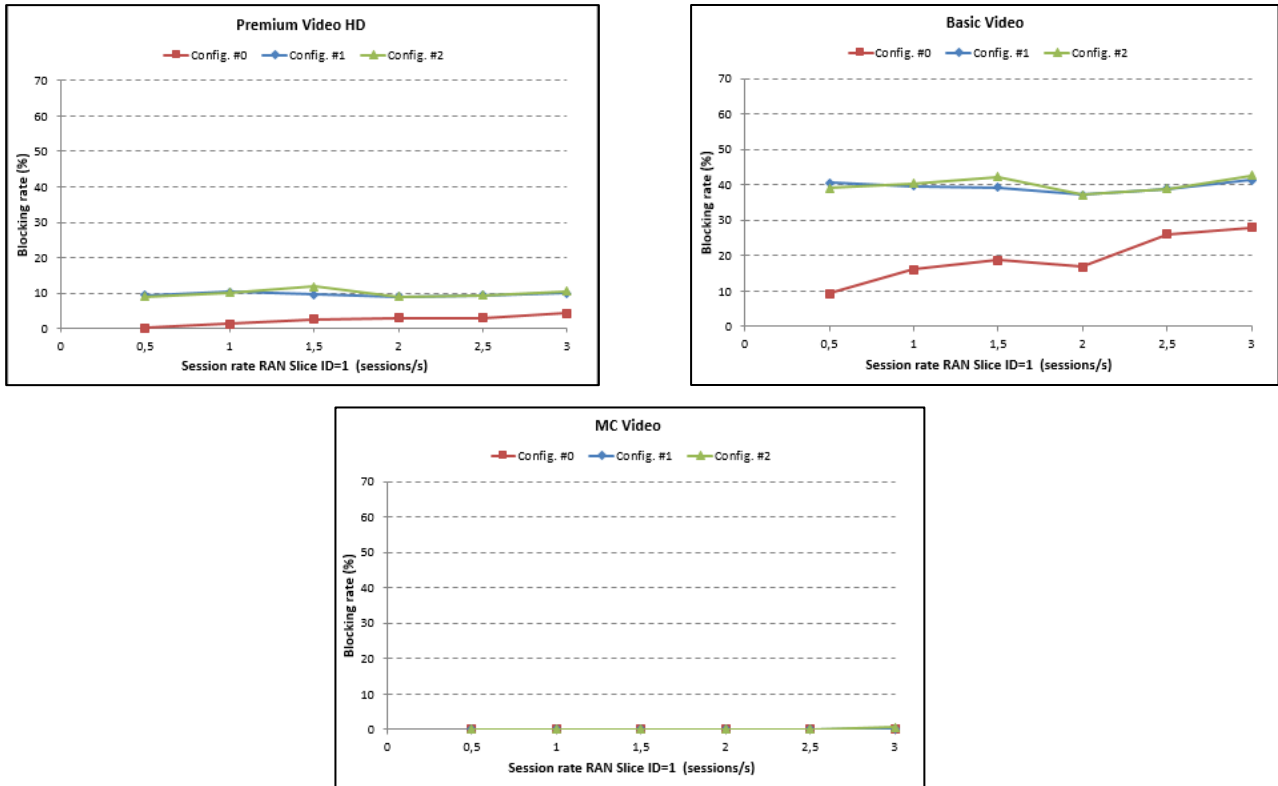 Premium Video HD
Config. #0 Config. #1 Config. #2
70
60
50
40
30
20
10
0
Blocking rate (%)
0 0,5 1 1,5 2 2,5 3
Session rate RAN Slice ID=1 (sessions/s)
Basic Video
Config. #0 Config. #1 Config. #2
70
60
50
40
30
20
10
0
Blocking rate (%)
0 0,5 1 1,5 2 2,5 3
Session rate RAN Slice ID=1 (sessions/s)
MC Video
Config. #0 Config. #1 Config. #2
70
60
50
40
30
20
10
0
Blocking rate (%)
0 0,5 1 1,5 2 2,5 3
Session rate RAN Slice ID=1 (sessions/s)